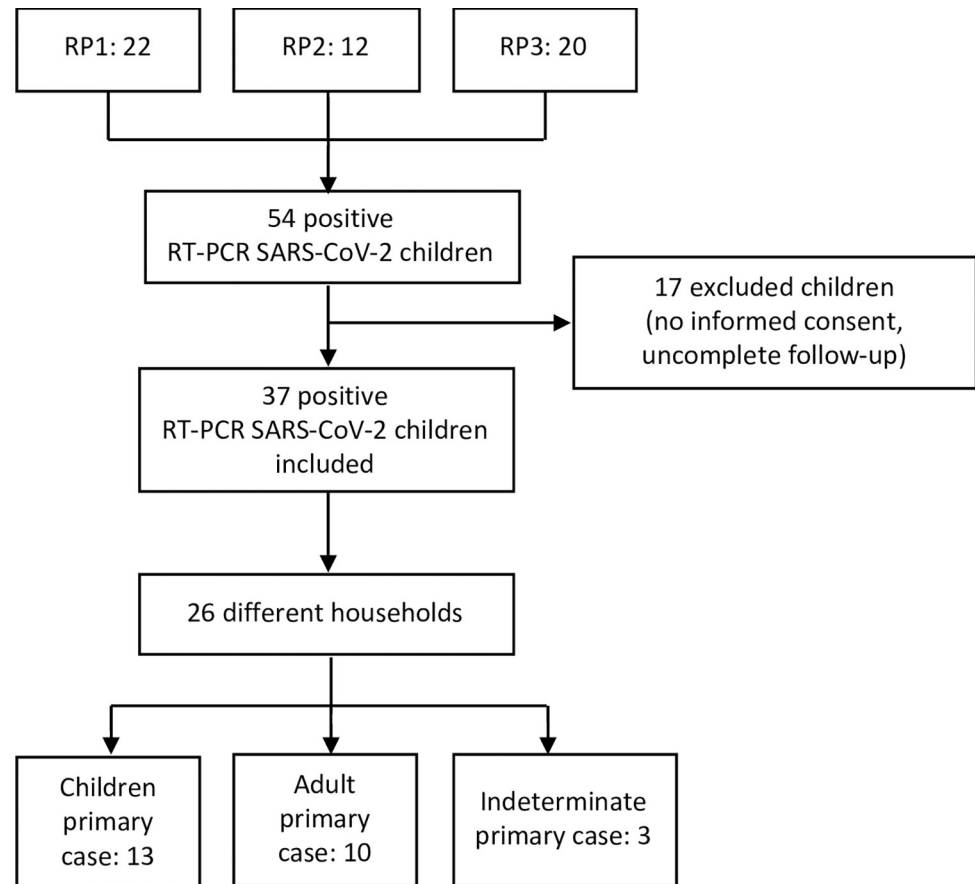 RP1: 22
RP2: 12
RP3: 20
54 positive
RT-PCR SARS-CoV-2 children
17 excluded children
(no informed consent,
uncomplete follow-up)
37 positive
RT-PCR SARS-CoV-2 children
included
26 different households
Children
primary
case: 13
Adult
primary
case: 10
Indeterminate
primary case: 3